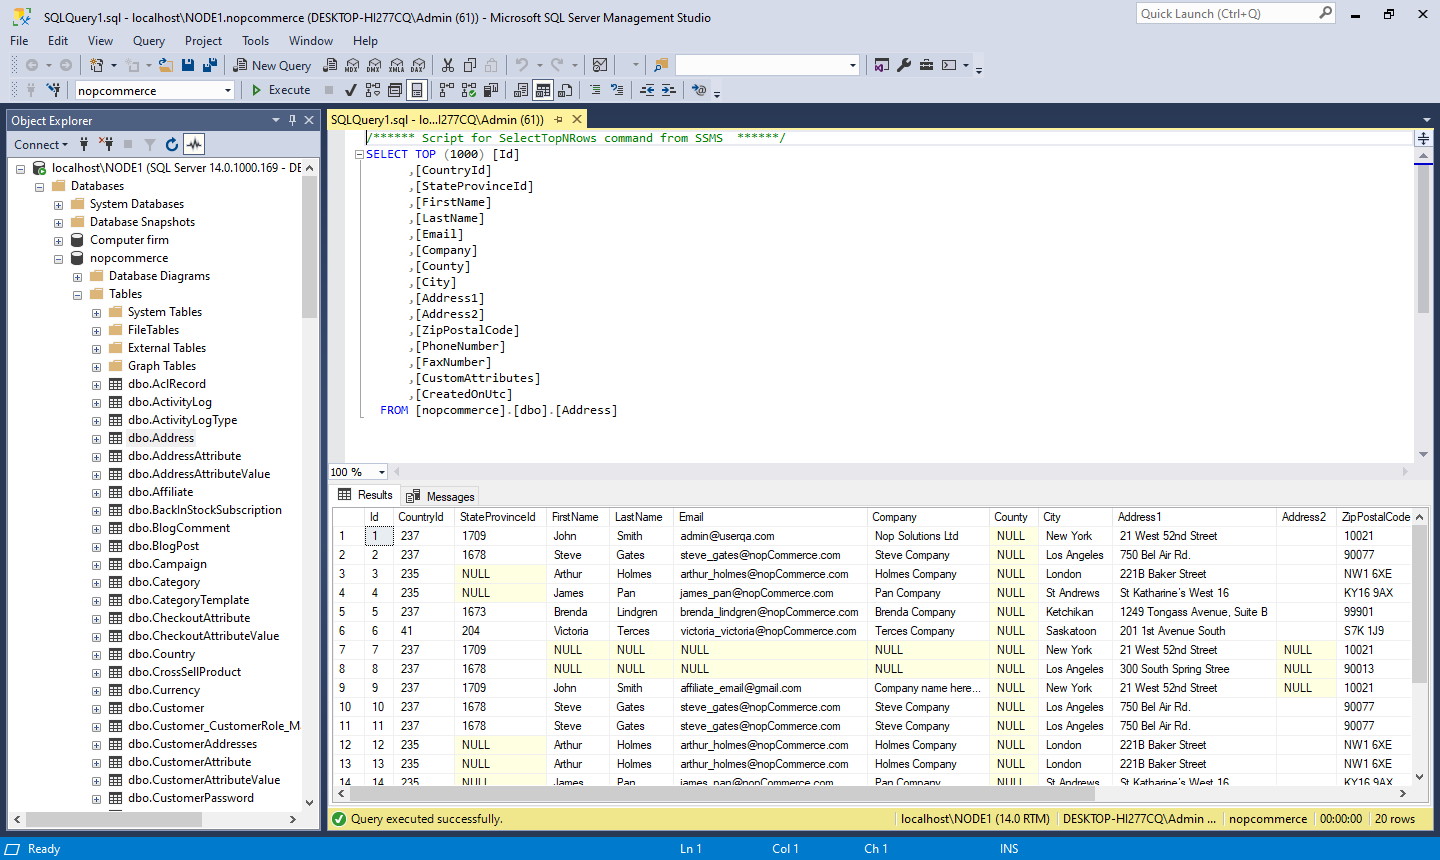 SQLQuery1.sql - localhost\NODE1.nopcommerce (DESKTOP-HI277CQ\Admin (61)) - Microsoft SQL Server Management Studio
Quick Launch (Ctrl+Q)
File Edit View Query Project Tools Window Help
New Query MDX DMX XMLA DAX
nopcommerce Execute
Object Explorer
Connect
localhost\NODE1 (SQL Server 14.0.1000.169 - DE
Databases
System Databases
Database Snapshots
Computer firm
nopcommerce
Database Diagrams
Tables
System Tables
FileTables
External Tables
Graph Tables
dbo.AclRecord
dbo.ActivityLog
dbo.ActivityLogType
dbo.Address
dbo.AddressAttribute
dbo.AddressAttributeValue
dbo.Affiliate
dbo.BackInStockSubscription
dbo.BlogComment
dbo.BlogPost
dbo.Campaign
dbo.Category
dbo.CategoryTemplate
dbo.CheckoutAttribute
dbo.CheckoutAttributeValue
dbo.Country
dbo.CrossSellProduct
dbo.Currency
dbo.Customer
dbo.Customer_CustomerRole_Ma
dbo.CustomerAddresses
dbo.CustomerAttribute
dbo.CustomerAttributeValue
dbo.CustomerPassword
SQLQuery1.sql - lo...I277CQ\Admin (61))
/****** Script for SelectTopNRows command from SSMS  ******/
SELECT TOP (1000) [Id]
,[CountryId]
,[StateProvinceId]
,[FirstName]
,[LastName]
,[Email]
,[Company]
,[County]
,[City]
,[Address1]
,[Address2]
,[ZipPostalCode]
,[PhoneNumber]
,[FaxNumber]
,[CustomAttributes]
,[CreatedOnUtc]
FROM [nopcommerce].[dbo].[Address]
100 %
Results Messages
Id CountryId StateProvinceId FirstName LastName Email Company County City Address1 Address2 ZipPostalCode
1 1 237 1709 John Smith admin@userqa.com Nop Solutions Ltd NULL New York 21 West 52nd Street 10021
2 2 237 1678 Steve Gates steve_gates@nopCommerce.com Steve Company NULL Los Angeles 750 Bel Air Rd. 90077
3 3 235 NULL Arthur Holmes arthur_holmes@nopCommerce.com Holmes Company NULL London 221B Baker Street NW1 6XE
4 4 235 NULL James Pan james_pan@nopCommerce.com Pan Company NULL St Andrews St Katharine's West 16 KY16 9AX
5 5 237 1673 Brenda Lindgren brenda_lindgren@nopCommerce.com Brenda Company NULL Ketchikan 1249 Tongass Avenue, Suite B 99901
6 6 41 204 Victoria Terces victoria_victoria@nopCommerce.com Terces Company NULL Saskatoon 201 1st Avenue South S7K 1J9
7 7 237 1709 NULL NULL NULL NULL NULL New York 21 West 52nd Street NULL 10021
8 8 237 1678 NULL NULL NULL NULL NULL Los Angeles 300 South Spring Stree NULL 90013
9 9 237 1709 John Smith affiliate_email@gmail.com Company name here... NULL New York 21 West 52nd Street NULL 10021
10 10 237 1678 Steve Gates steve_gates@nopCommerce.com Steve Company NULL Los Angeles 750 Bel Air Rd. 90077
11 11 237 1678 Steve Gates steve_gates@nopCommerce.com Steve Company NULL Los Angeles 750 Bel Air Rd. 90077
12 12 235 NULL Arthur Holmes arthur_holmes@nopCommerce.com Holmes Company NULL London 221B Baker Street NW1 6XE
13 13 235 NULL Arthur Holmes arthur_holmes@nopCommerce.com Holmes Company NULL London 221B Baker Street NW1 6XE
14 14 235 NULL James Pan james_pan@nopCommerce.com Pan Company NULL St Andrews St Katharine's West 16 KY16 9AX
Query executed successfully. localhost\NODE1 (14.0 RTM) DESKTOP-HI277CQ\Admin ... nopcommerce 00:00:00 20 rows
Ready Ln 1 Col 1 Ch 1 INS